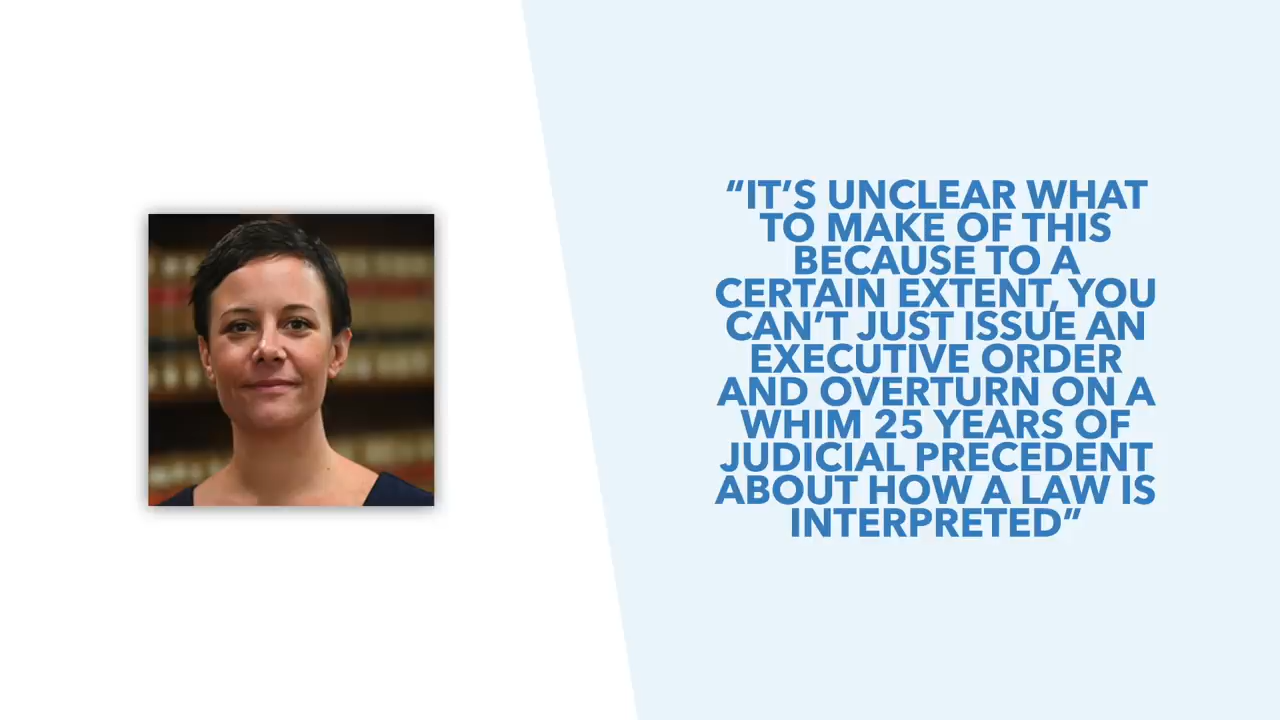 “IT’S UNCLEAR WHAT
TO MAKE OF THIS
BECAUSE TO A
CERTAIN EXTENT, YOU
CAN’T JUST ISSUE AN
EXECUTIVE ORDER
AND OVERTURN ON A
WHIM 25 YEARS OF
JUDICIAL PRECEDENT
ABOUT HOW A LAW IS
INTERPRETED”